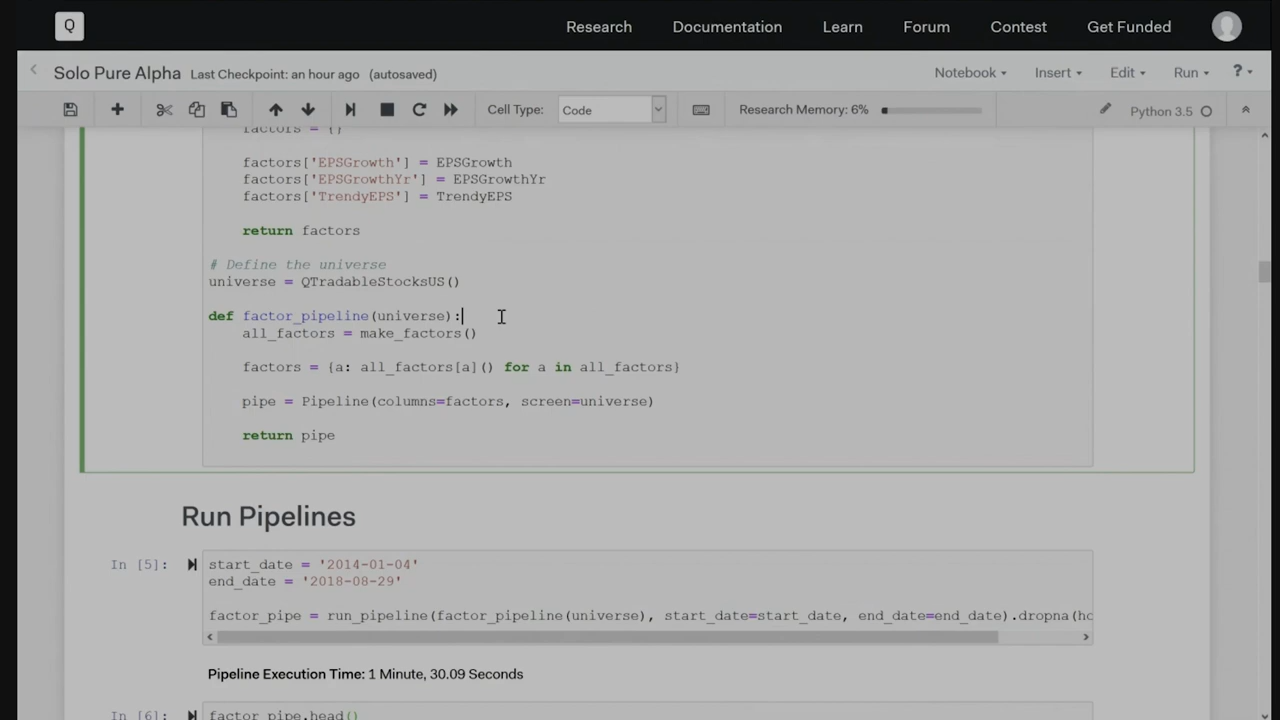 Q
Research Documentation Learn Forum Contest Get Funded
Solo Pure Alpha Last Checkpoint: an hour ago (autosaved) Notebook Insert Edit Run ?
Cell Type: Code Research Memory: 6% Python 3.5
factors = {}
factors['EPSGrowth'] = EPSGrowth
factors['EPSGrowthYr'] = EPSGrowthYr
factors['TrendyEPS'] = TrendyEPS
return factors
# Define the universe
universe = QTradableStocksUS()
def factor_pipeline(universe):
all_factors = make_factors()
factors = {a: all_factors[a]() for a in all_factors}
pipe = Pipeline(columns=factors, screen=universe)
return pipe
Run Pipelines
In [5]: start_date = '2014-01-04'
end_date = '2018-08-29'
factor_pipe = run_pipeline(factor_pipeline(universe), start_date=start_date, end_date=end_date).dropna(ho
Pipeline Execution Time: 1 Minute, 30.09 Seconds
In [6]: factor_pipe.head()